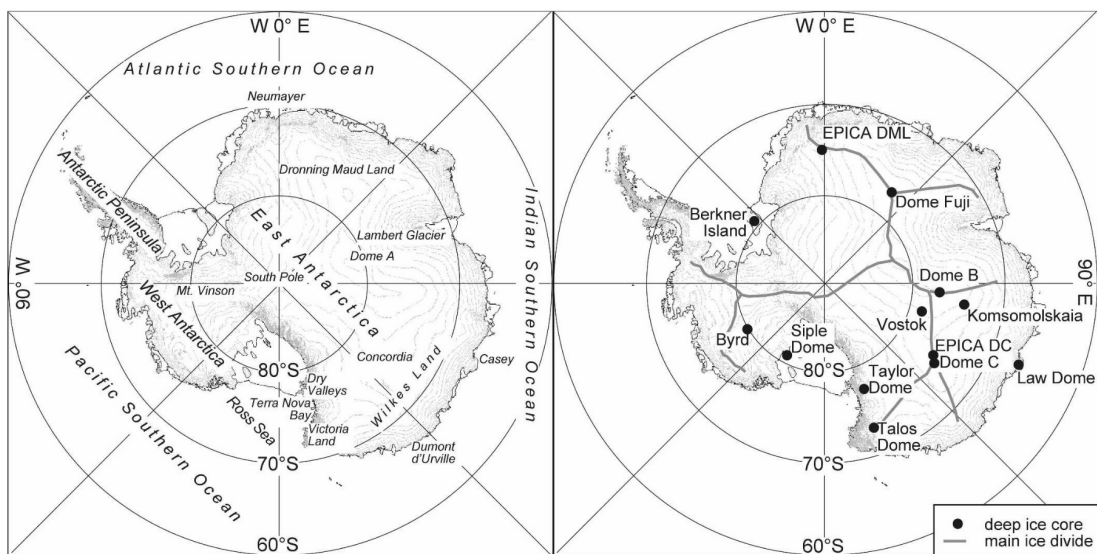 W 0° E
Atlantic Southern Ocean
Neumayer
Dronning Maud Land
Antarctic Peninsula
East Antarctica
Lambert Glacier
Dome A
South Pole
Mt. Vinson
90° W
West Antarctica
Indian Southern Ocean
Concordia
Casey
80°S
Dry
Valleys
Wilkes Land
Terra Nova
Bay
Ross Sea
Victoria
Land
Dumont
d'Urville
Pacific Southern Ocean
70°S
60°S
W 0° E
EPICA DML
Dome Fuji
Berkner
Island
Dome B
90° E
Komsomolskaia
Vostok
Byrd
Siple
Dome
EPICA DC
Dome C
Law Dome
80°S
Taylor
Dome
Talos
Dome
70°S
60°S
deep ice core
main ice divide